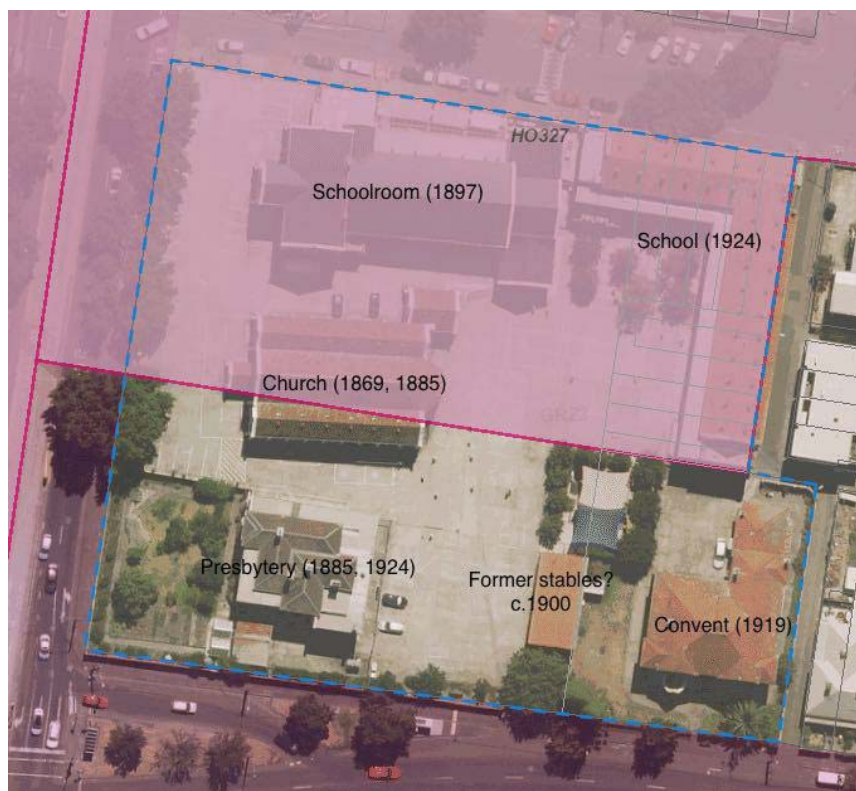 HO327
Schoolroom (1897)
School (1924)
Church (1869, 1885)
Presbytery (1885, 1924)
Former stables?
c.1900
Convent (1919)